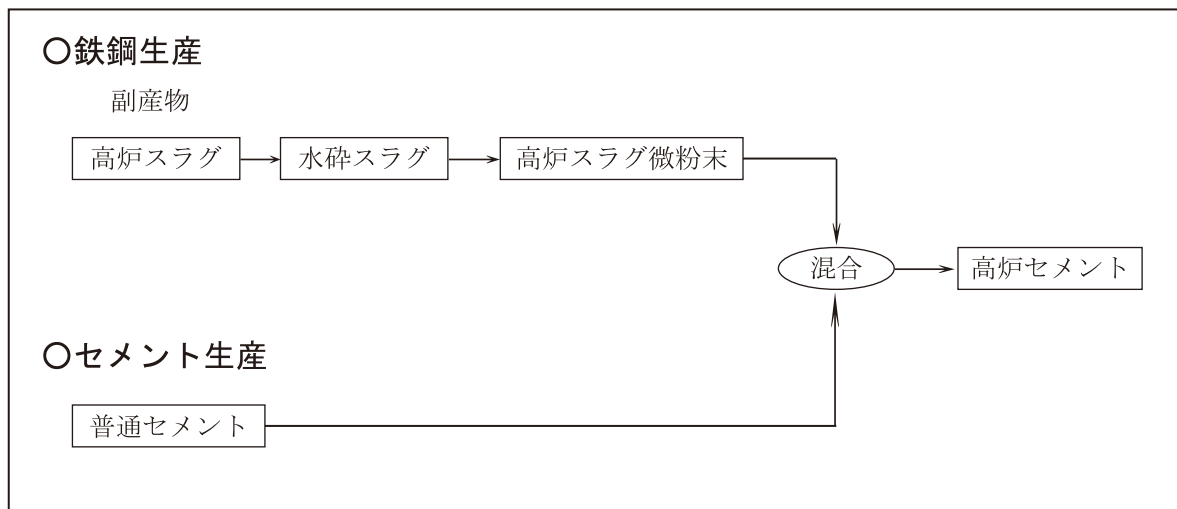 ○鉄鋼生産
副産物
高炉スラグ
水砕スラグ
高炉スラグ微粉末
混合
高炉セメント
○セメント生産
普通セメント